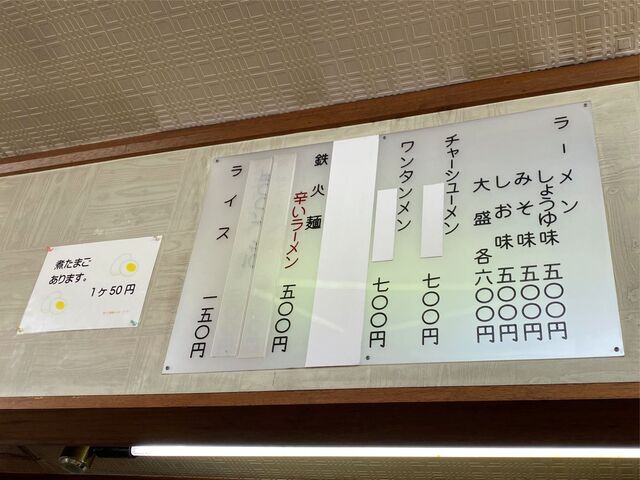 ラーメン
しょうゆ味 五〇〇円
みそ味 五〇〇円
しお味 五〇〇円
大盛 各六〇〇円
チャーシューメン 七〇〇円
ワンタンメン 七〇〇円
鉄火麺
辛いラーメン 五〇〇円
ライス 一五〇円
煮たまご
あります。
1ヶ50円